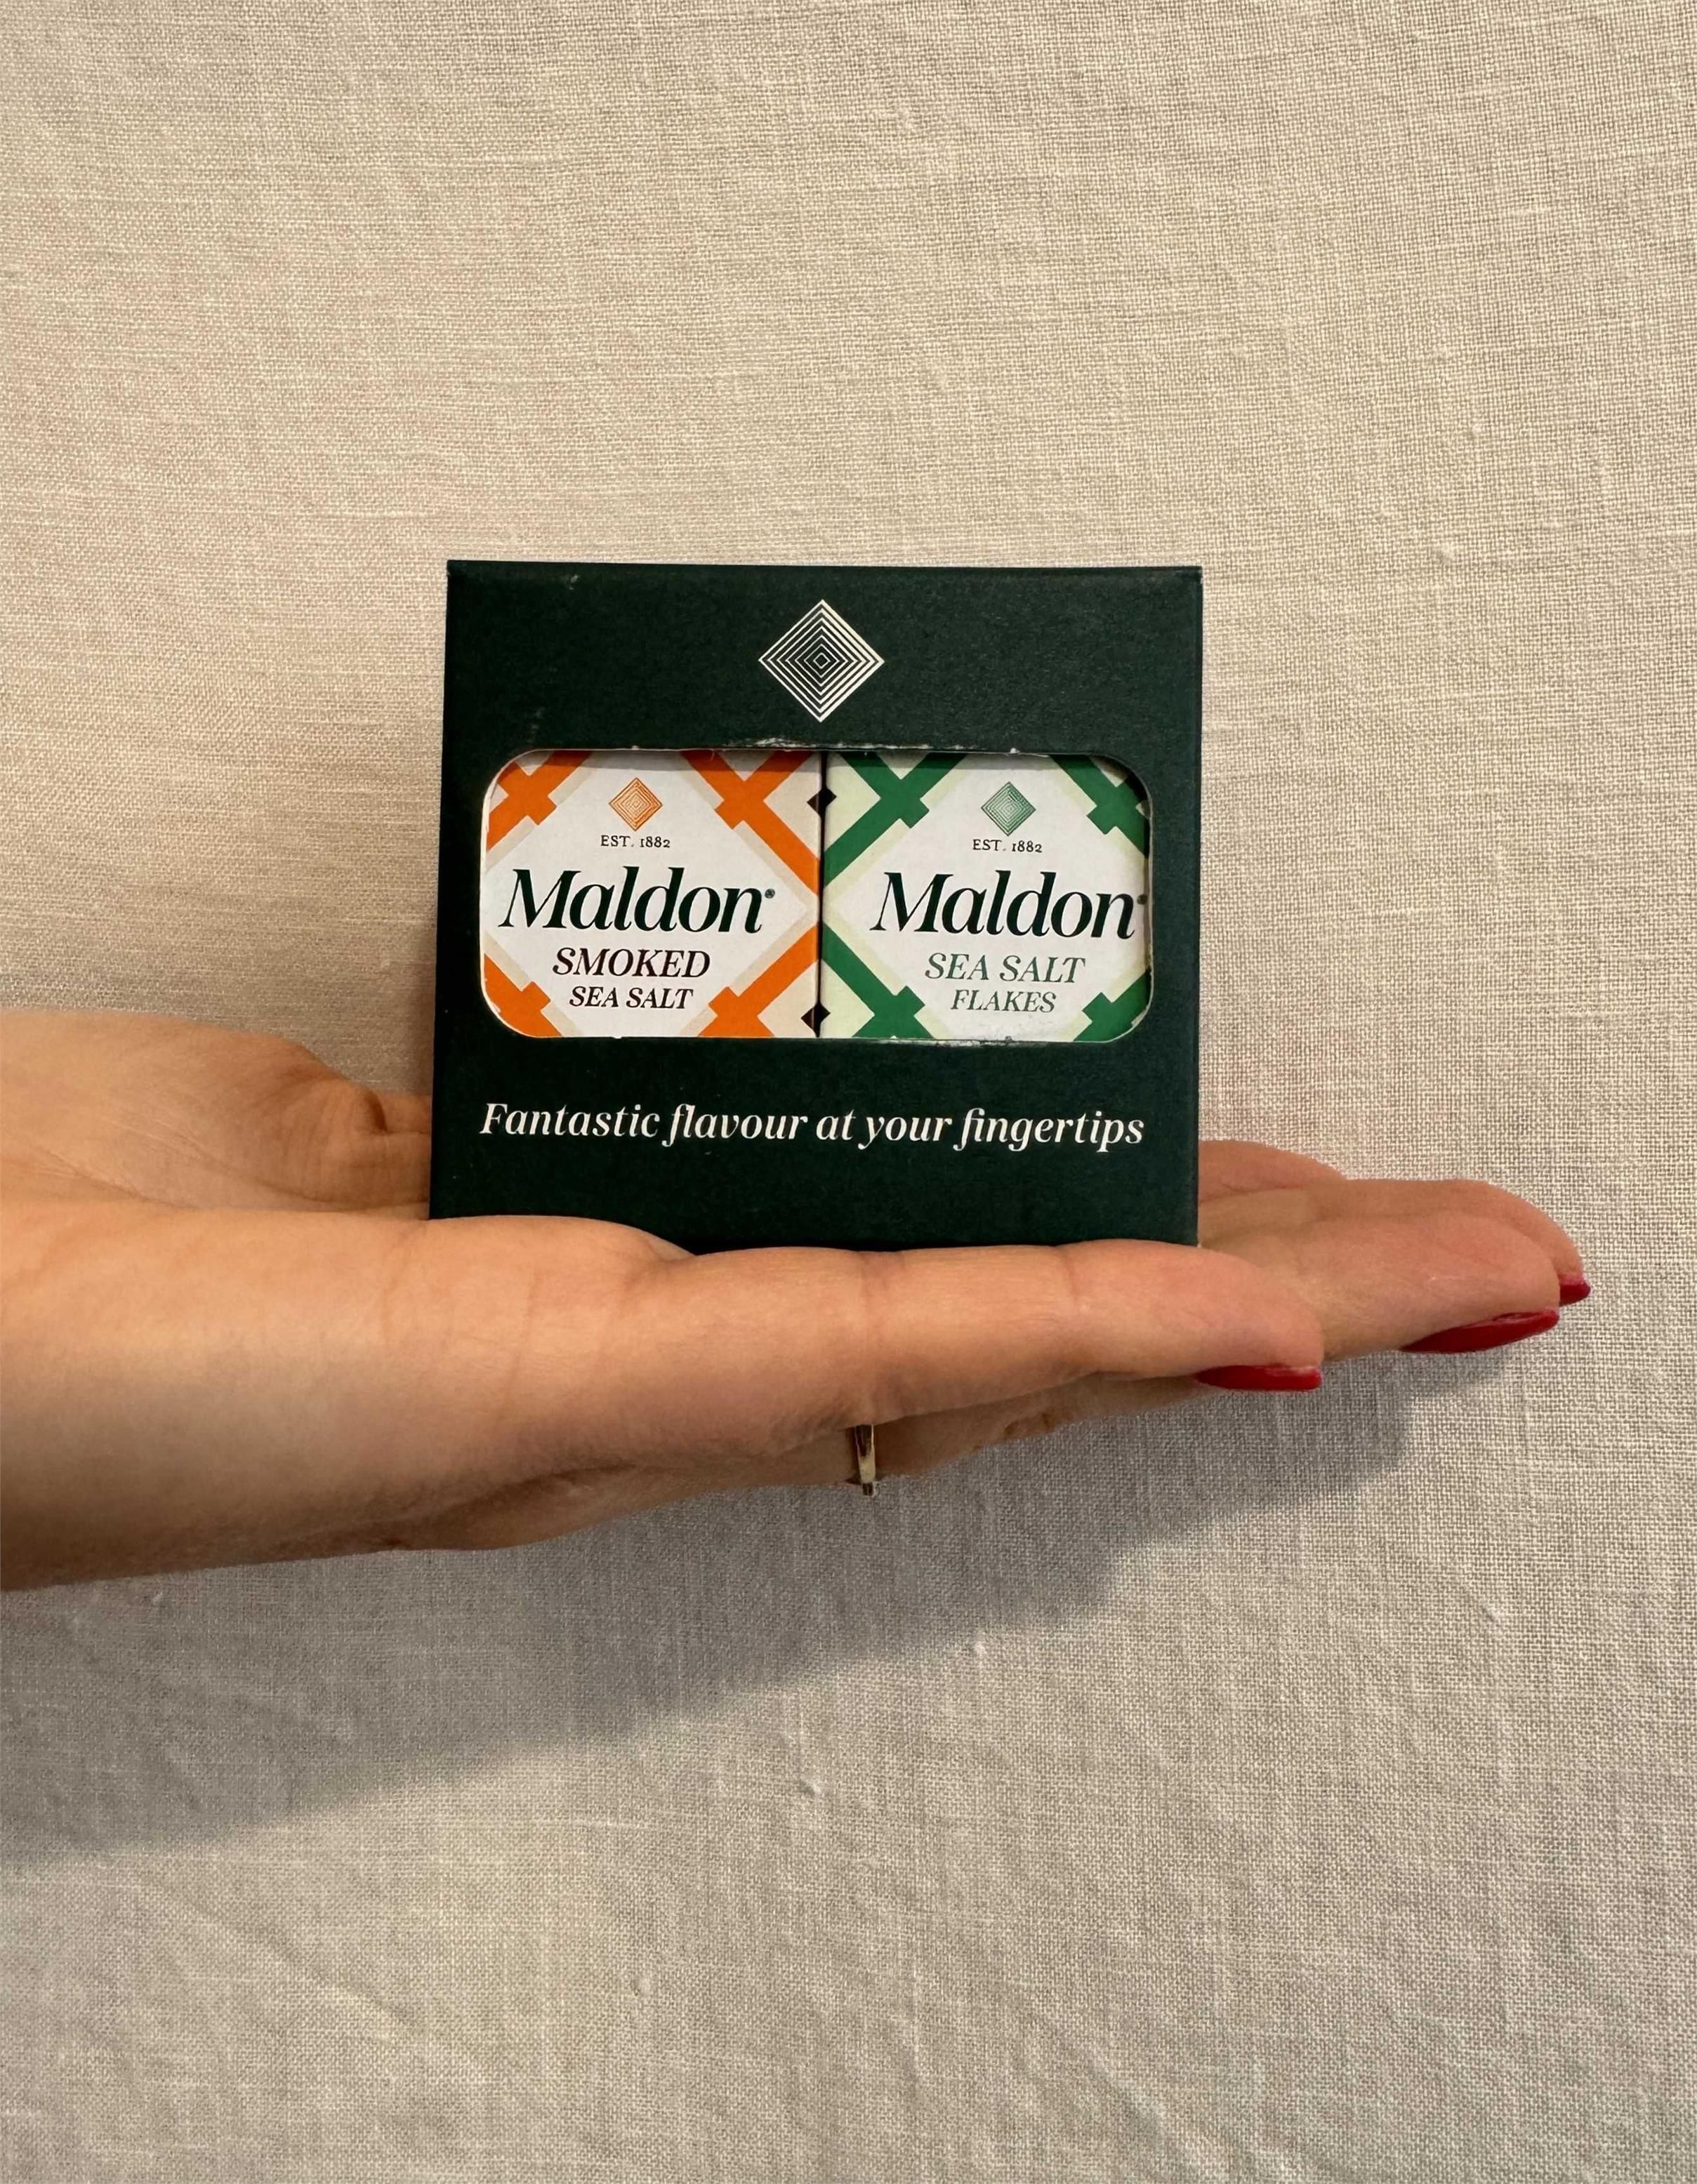 EST. 1882
Maldon®
SMOKED
SEA SALT
EST. 1882
Maldon®
SEA SALT
FLAKES
Fantastic flavour at your fingertips